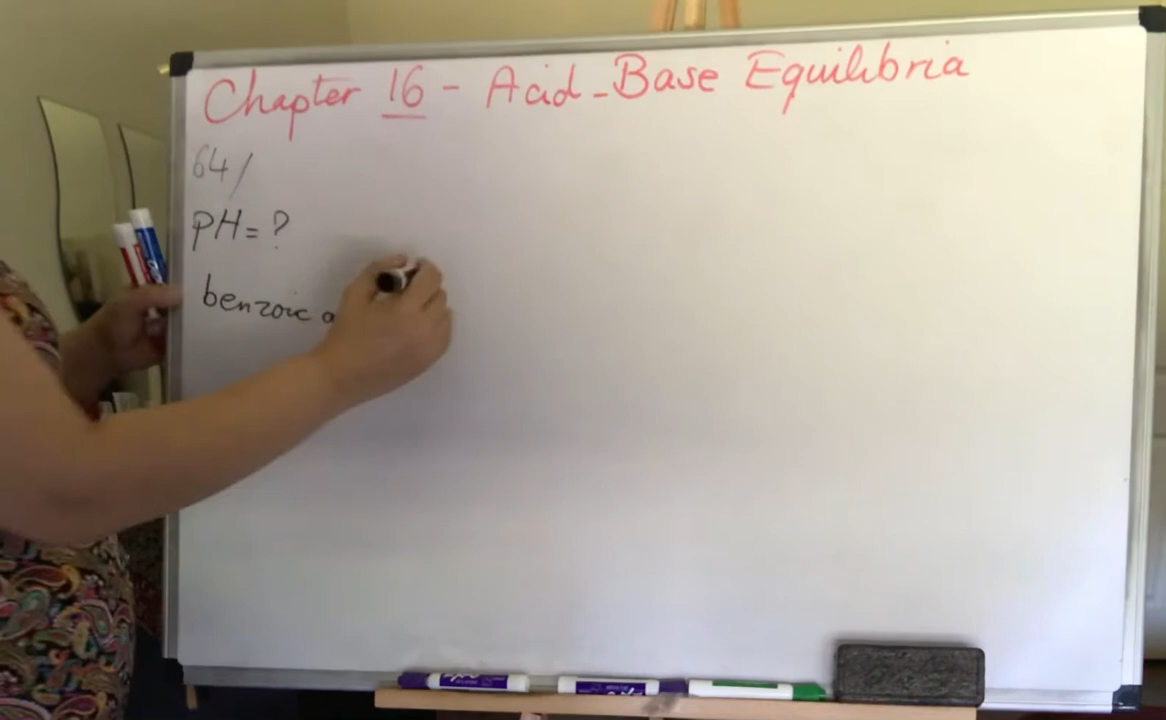 Chapter 16 - Acid-Base Equilibria
64/
pH = ?
benzoic a